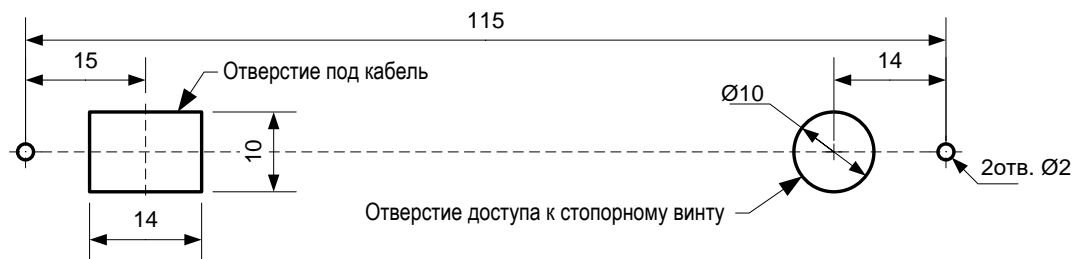 115
15
Отверстие под кабель
14
Ø10
10
2отв. Ø2
14
Отверстие доступа к стопорному винту